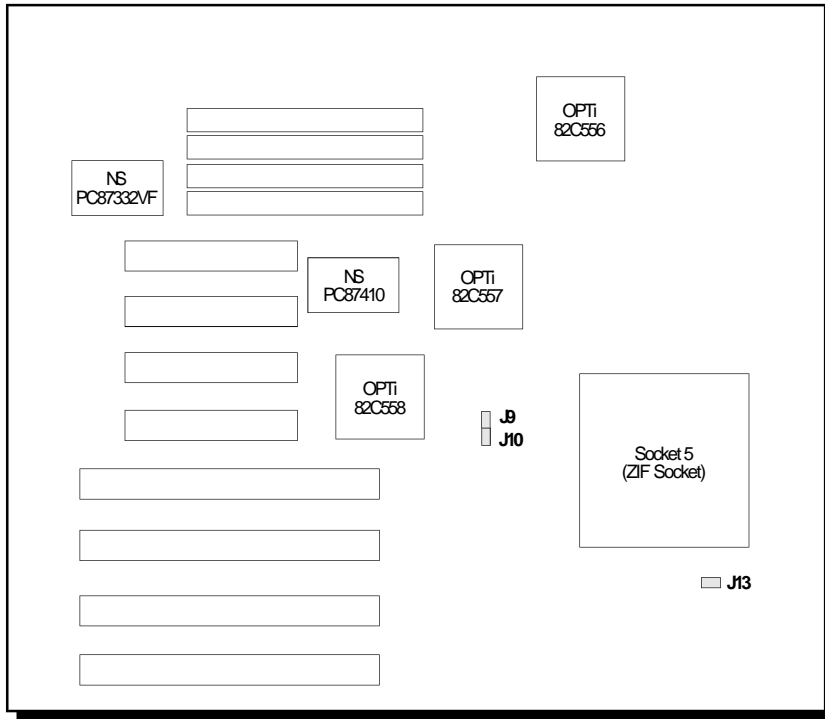 OPTi
82C556
NS
PC87332VF
NS
PC87410
OPTi
82C557
OPTi
82C558
J9
J10
Socket 5
(ZIF Socket)
J13